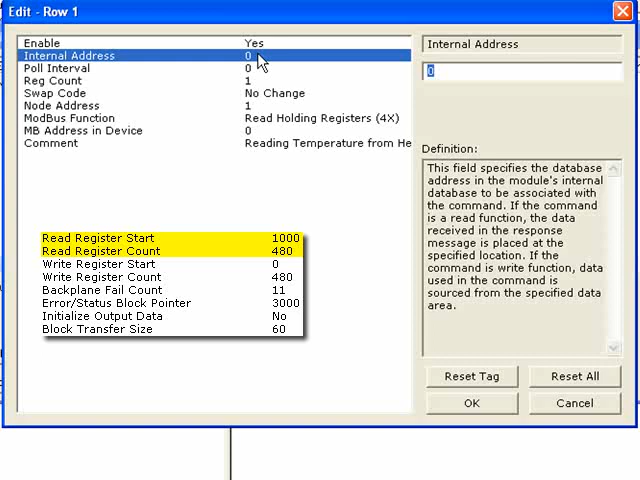 Edit - Row 1
Enable Yes
Internal Address 0
Poll Interval 0
Reg Count 1
Swap Code No Change
Node Address 1
ModBus Function Read Holding Registers (4X)
MB Address in Device 0
Comment Reading Temperature from He
Read Register Start 1000
Read Register Count 480
Write Register Start 0
Write Register Count 480
Backplane Fail Count 11
Error/Status Block Pointer 3000
Initialize Output Data No
Block Transfer Size 60
Internal Address
0
Definition:
This field specifies the database
address in the module's internal
database to be associated with
the command. If the command
is a read function, the data
received in the response
message is placed at the
specified location. If the
command is write function, data
used in the command is
sourced from the specified data
area.
Reset Tag Reset All
OK Cancel